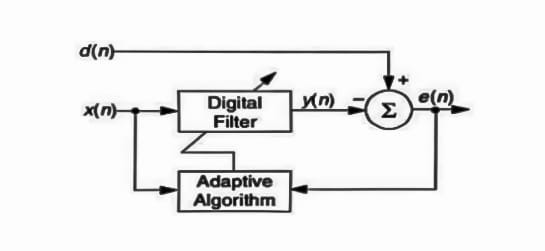 d(n)
+
x(n)
Digital
Filter
y(n)
−
Σ
e(n)
Adaptive
Algorithm